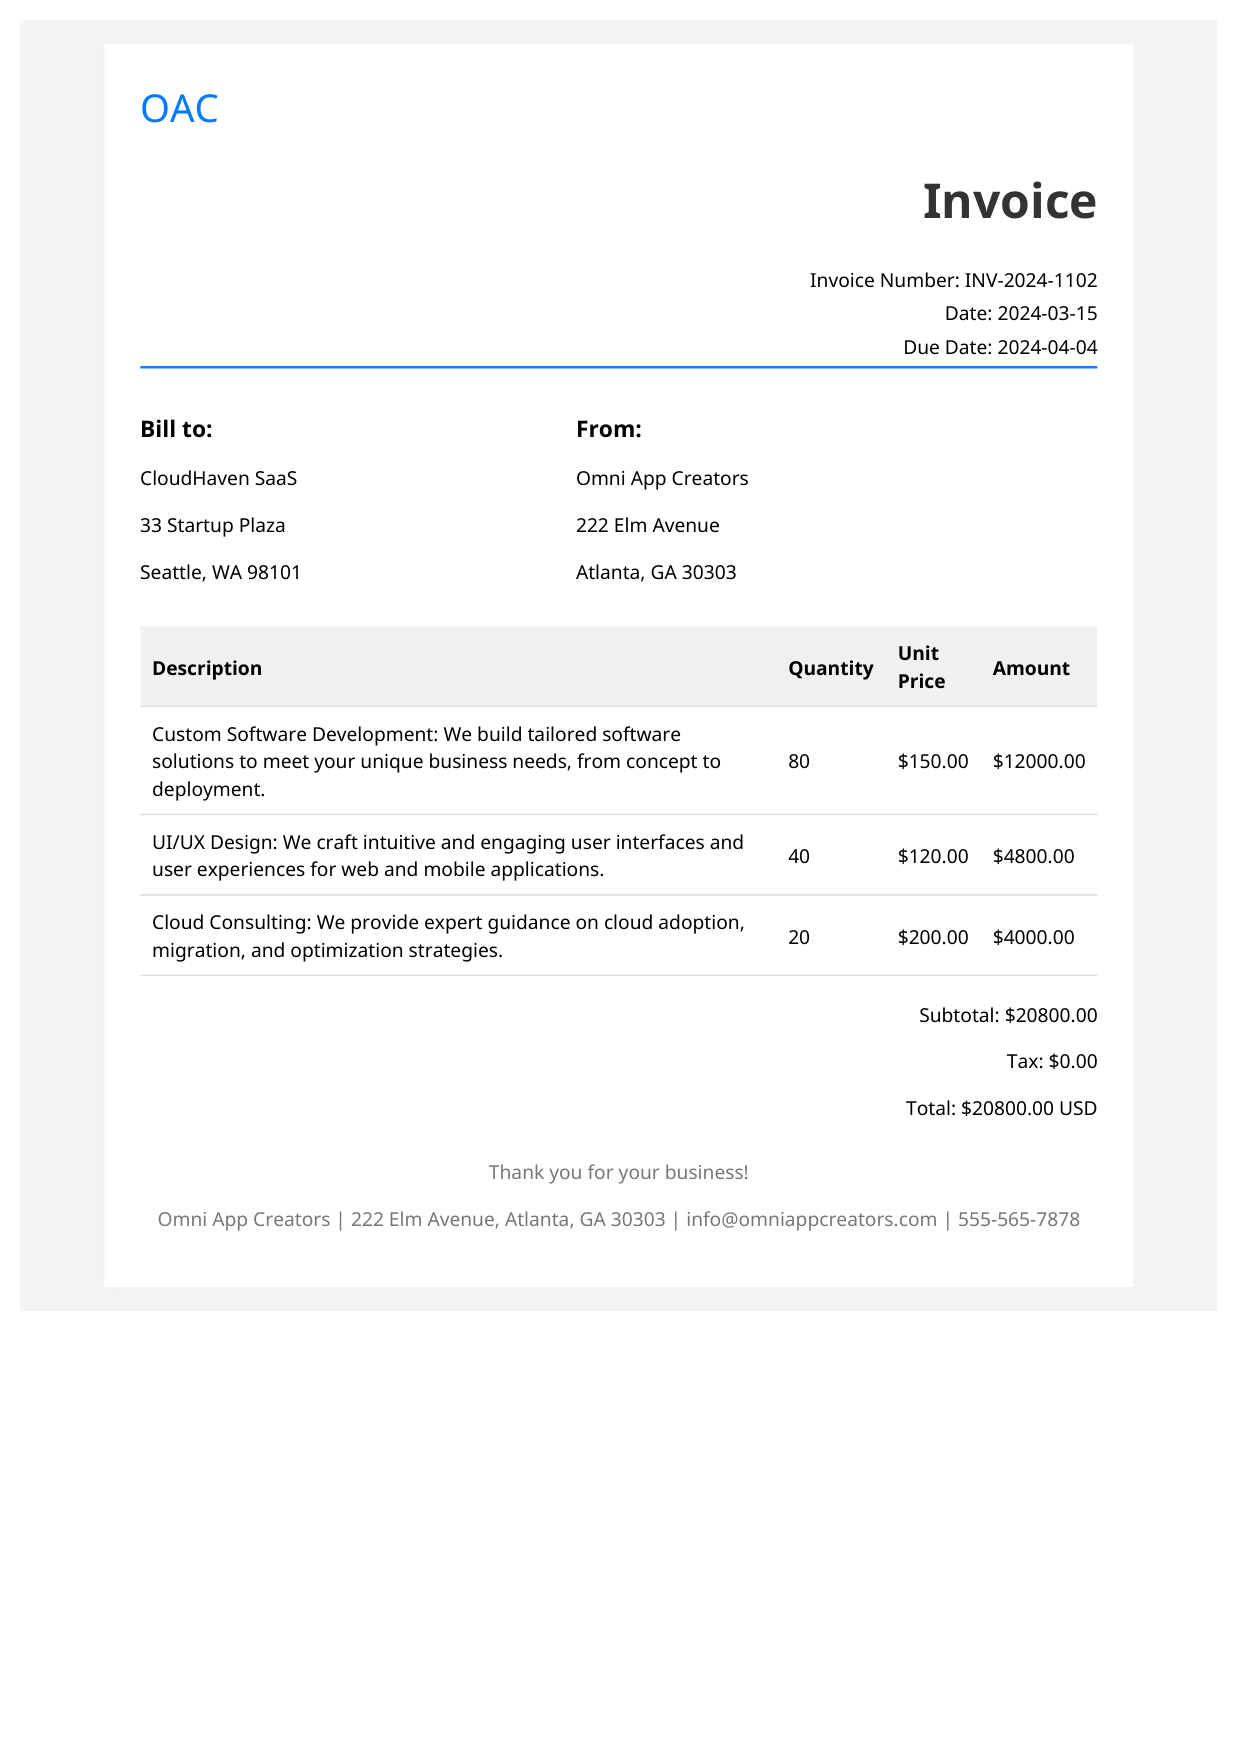 OAC
Invoice
Invoice Number: INV-2024-1102
Date: 2024-03-15
Due Date: 2024-04-04
Bill to:
CloudHaven SaaS
33 Startup Plaza
Seattle, WA 98101
From:
Omni App Creators
222 Elm Avenue
Atlanta, GA 30303
Description Quantity Unit Price Amount
Custom Software Development: We build tailored software
solutions to meet your unique business needs, from concept to
deployment.
80 $150.00 $12000.00
UI/UX Design: We craft intuitive and engaging user interfaces and
user experiences for web and mobile applications.
40 $120.00 $4800.00
Cloud Consulting: We provide expert guidance on cloud adoption,
migration, and optimization strategies.
20 $200.00 $4000.00
Subtotal: $20800.00
Tax: $0.00
Total: $20800.00 USD
Thank you for your business!
Omni App Creators | 222 Elm Avenue, Atlanta, GA 30303 | info@omniappcreators.com | 555-565-7878